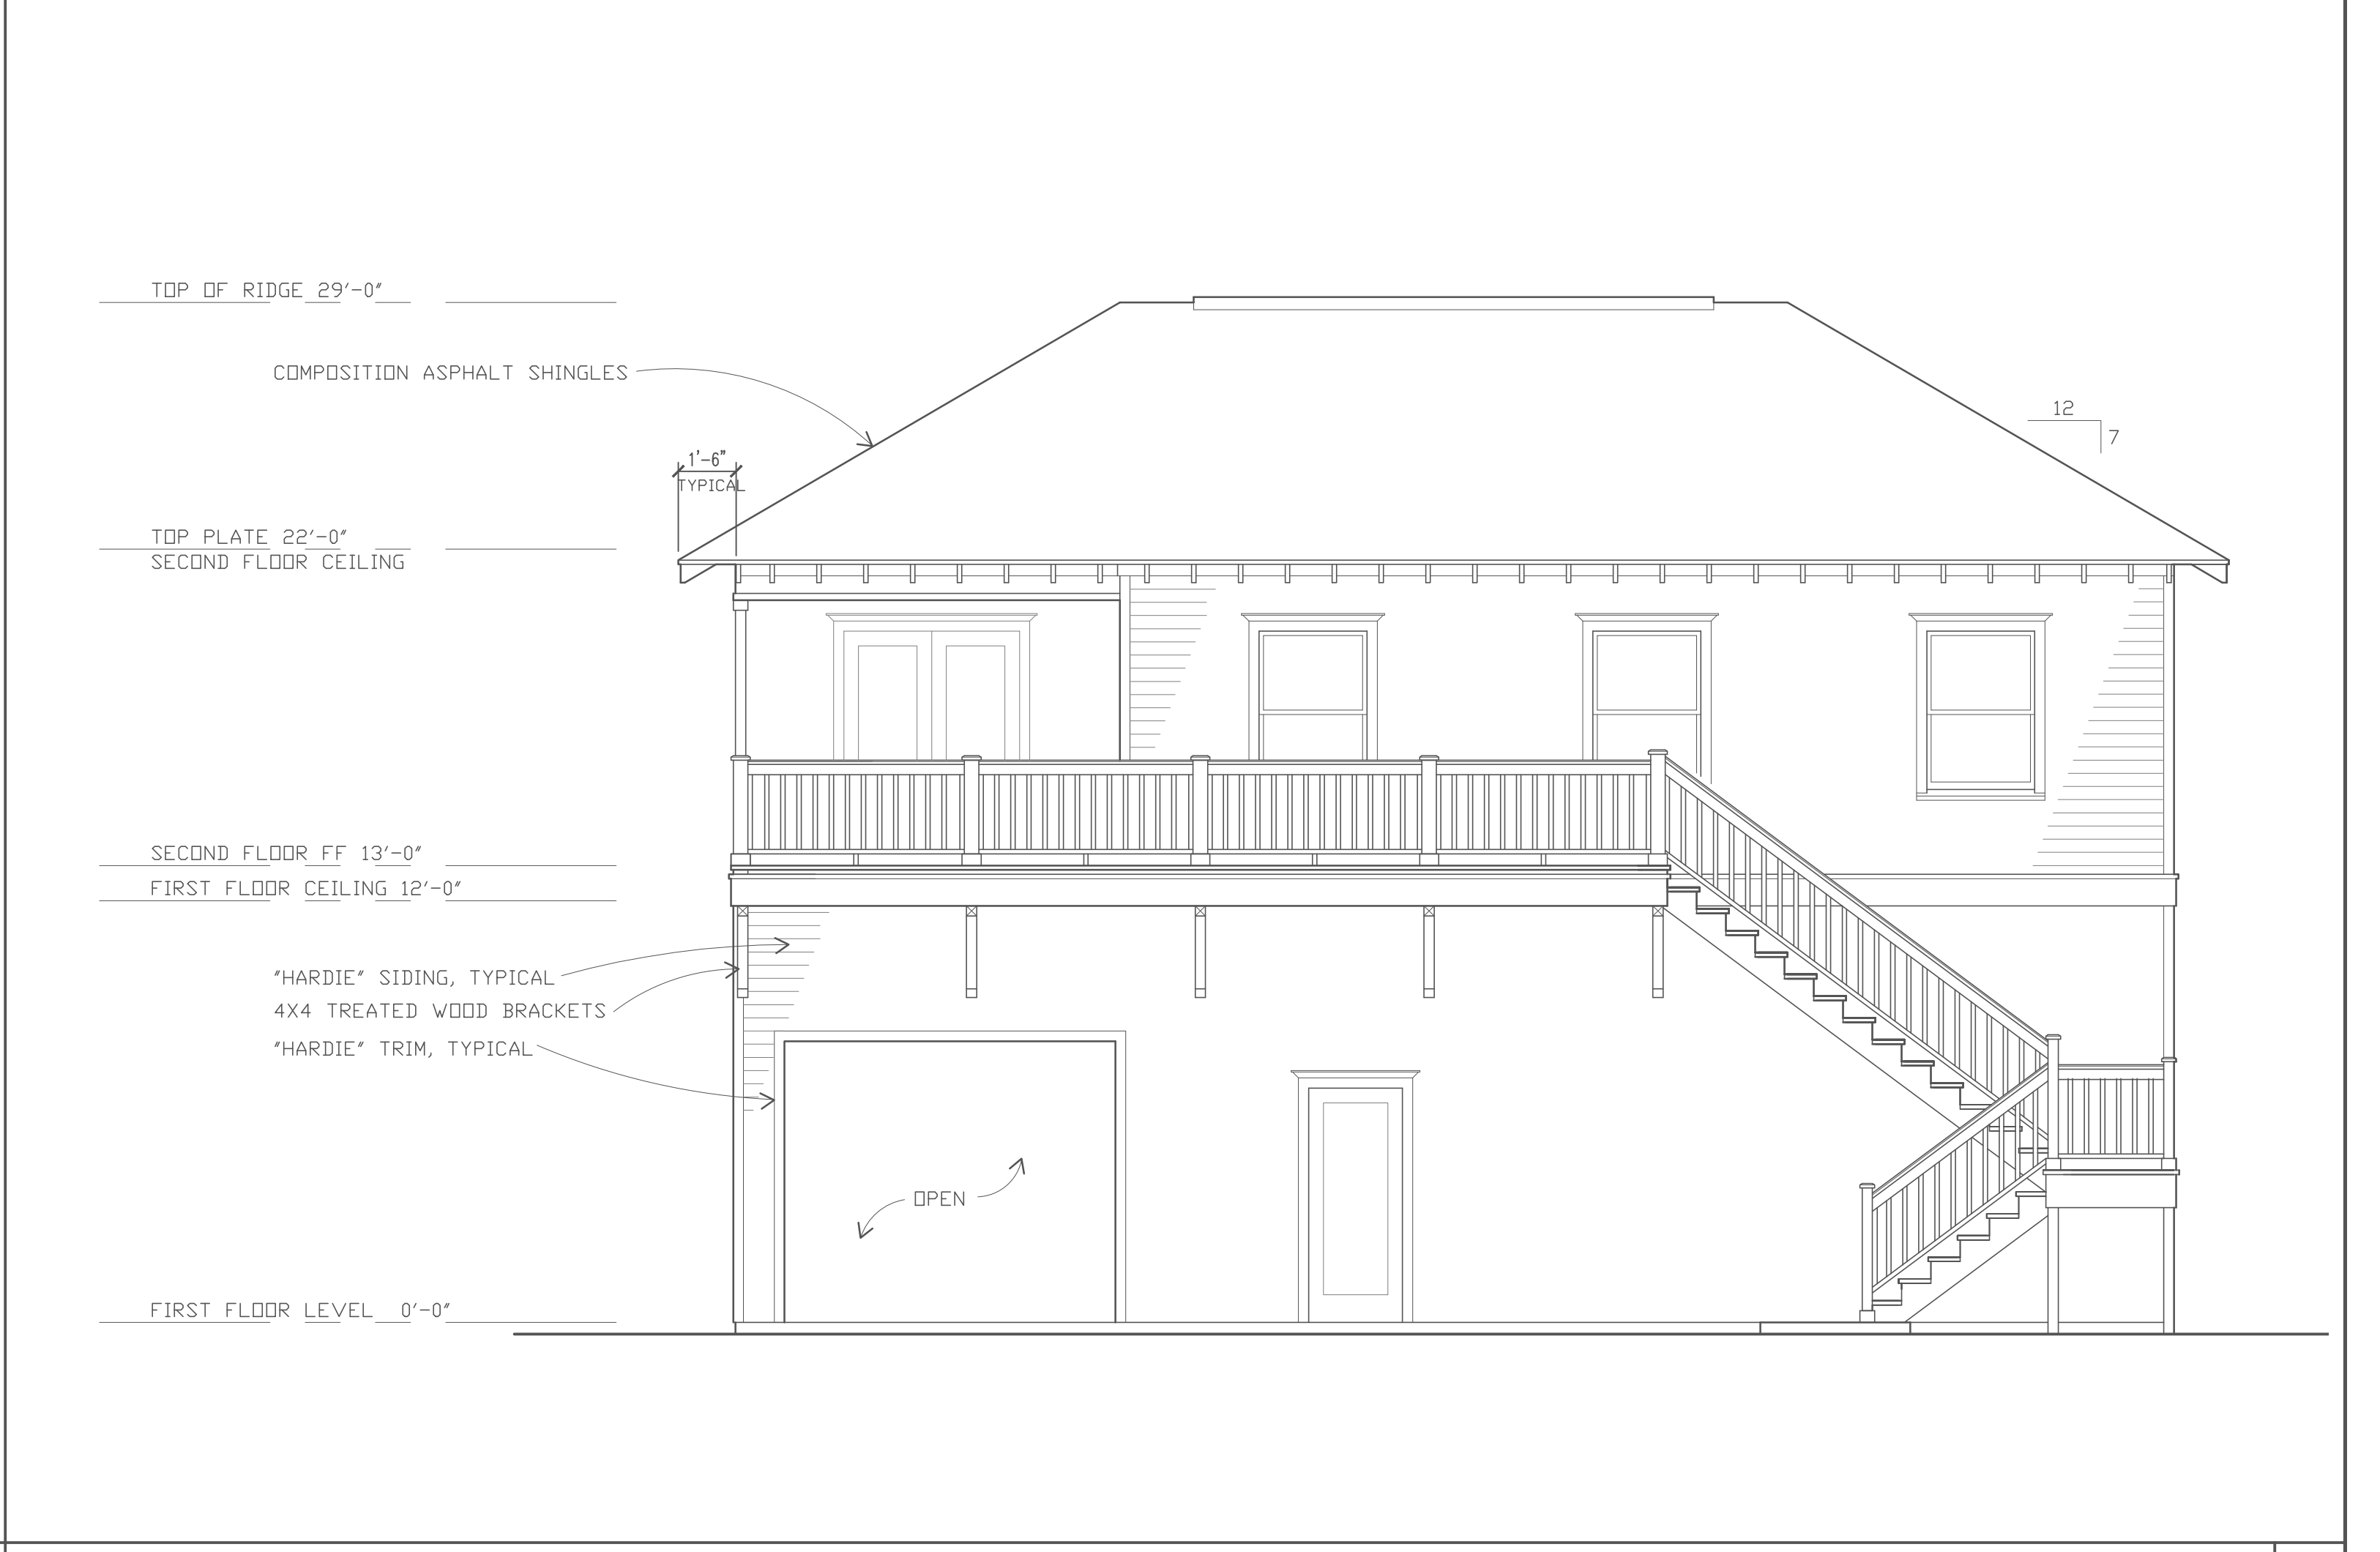 TOP OF RIDGE 29'-0"
COMPOSITION ASPHALT SHINGLES
12
7
1'-6"
TYPICAL
TOP PLATE 22'-0"
SECOND FLOOR CEILING
SECOND FLOOR FF 13'-0"
FIRST FLOOR CEILING 12'-0"
"HARDIE" SIDING, TYPICAL
4X4 TREATED WOOD BRACKETS
"HARDIE" TRIM, TYPICAL
OPEN
FIRST FLOOR LEVEL 0'-0"